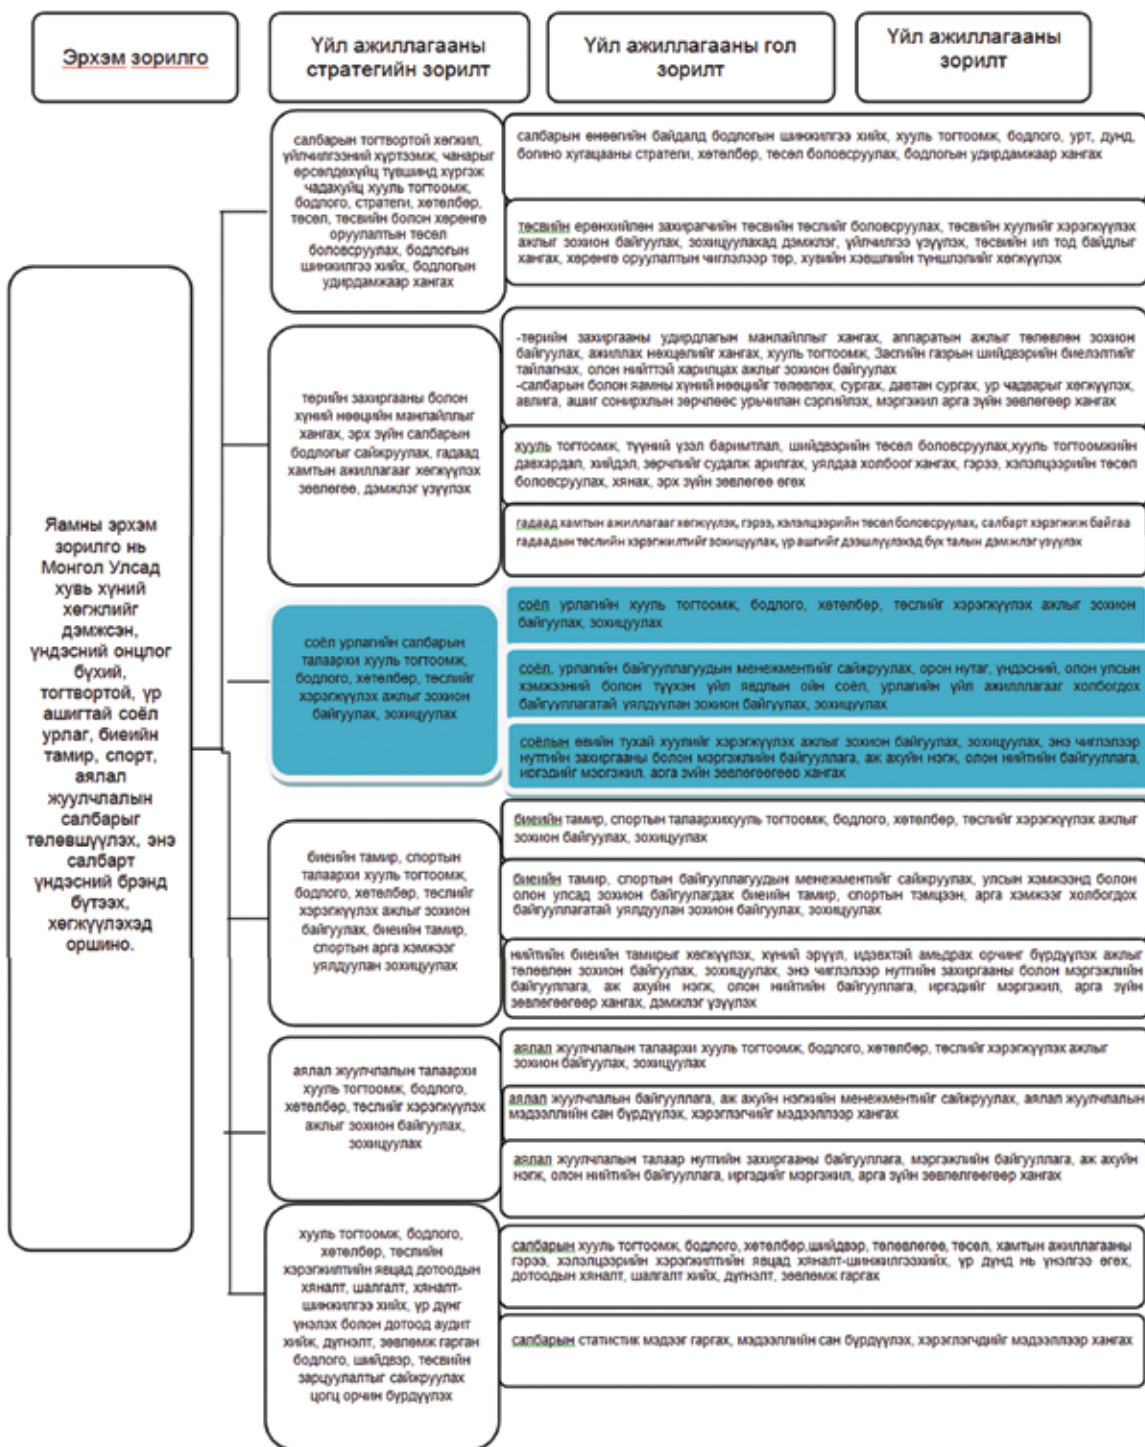 Эрхэм зорилго
Үйл ажиллагааны
стратегийн зорилт
Үйл ажиллагааны гол
зорилт
Үйл ажиллагааны
зорилт
Яамны эрхэм
зорилго нь
Монгол Улсад
хувь хүний
хөгжлийг
дэмжсэн,
үндэсний онцлог
бүхий,
тогтвортой, үр
ашигтай соёл
урлаг, биеийн
тамир, спорт,
аялал
жуулчлалын
салбарыг
төлөвшүүлэх, энэ
салбарт
үндэсний брэнд
бүтээх,
хөгжүүлэхэд
оршино.
салбарын тогтвортой хөгжил,
үйлчилгээний хүртээмж, чанарыг
өрсөлдөхүйц түвшинд хүргэж
чадахуйц хууль тогтоомж,
бодлого, стратеги, хөтөлбөр,
төсөл, төсвийн болон хөрөнгө
оруулалтын төсөл
боловсруулах, бодлогын
шинжилгээ хийх, бодлогын
удирдамжаар хангах
салбарын өнөөгийн байдалд бодлогын шинжилгээ хийх, хууль тогтоомж, бодлого, урт, дунд,
богино хугацааны стратеги, хөтөлбөр, төсөл боловсруулах, бодлогын удирдамжаар хангах
төсвийн ерөнхийлөн захирагчийн төсвийн төслийг боловсруулах, төсвийн хуулийг хэрэгжүүлэх
ажлыг зохион байгуулах, зохицуулахад дэмжлэг, үйлчилгээ үзүүлэх, төсвийн ил тод байдлыг
хангах, хөрөнгө оруулалтын чиглэлээр төр, хувийн хэвшлийн түншлэлийг хөгжүүлэх
төрийн захиргааны болон
хүний нөөцийн манлайллыг
хангах, эрх зүйн салбарын
бодлогыг сайжруулах, гадаад
хамтын ажиллагааг хөгжүүлэх
зөвлөгөө, дэмжлэг үзүүлэх
-төрийн захиргааны удирдлагын манлайллыг хангах, аппаратын ажлыг төлөвлөн зохион
байгуулах, ажиллах нөхцөлийг хангах, хууль тогтоомж, Засгийн газрын шийдвэрийн биелэлтийг
тайлагнах, олон нийттэй харилцах ажлыг зохион байгуулах
-салбарын болон яамны хүний нөөцийг төлөвлөх, сургах, давтан сургах, ур чадварыг хөгжүүлэх,
авлига, ашиг сонирхлын зөрчлөөс урьчилан сэргийлэх, мэргэжил арга зүйн зөвлөгөөр хангах
хууль тогтоомж, түүний үзэл баримтлал, шийдвэрийн төсөл боловсруулах,хууль тогтоомжийн
давхардал, хийдэл, зөрчлийг судалж арилгах, уялдаа холбоог хангах, гэрээ, хэлэлцээрийн төсөл
боловсруулах, хянах, эрх зүйн зөвлөгөө өгөх
гадаад хамтын ажиллагааг хөгжүүлэх, гэрээ, хэлэлцээрийн төсөл боловсруулах, салбарт хэрэгжиж байгаа
гадаадын төслийн хэрэгжилтийг зохицуулах, үр ашгийг дээшлүүлэхэд бүх талын дэмжлэг үзүүлэх
соёл урлагийн салбарын
талаархи хууль тогтоомж,
бодлого, хөтөлбөр, төслийг
хэрэгжүүлэх ажлыг зохион
байгуулах, зохицуулах
соёл урлагийн хууль тогтоомж, бодлого, хөтөлбөр, төслийг хэрэгжүүлэх ажлыг зохион
байгуулах, зохицуулах
соёл, урлагийн байгууллагуудын менежментийг сайжруулах, орон нутаг, үндэсний, олон улсын
хэмжээний болон түүхэн үйл явдлын ойн соёл, урлагийн үйл ажилллагааг холбогдох
байгууллагатай уялдуулан зохион байгуулах, зохицуулах
соёлын өвийн тухай хуулийг хэрэгжүүлэх ажлыг зохион байгуулах, зохицуулах, энэ чиглэлээр
нутгийн захиргааны болон мэргэжлийн байгууллага, аж ахуйн нэгж, олон нийтийн байгууллага,
иргэдийг мэргэжил, арга зүйн зөвлөгөөгөөр хангах
биеийн тамир, спортын
талаархи хууль тогтоомж,
бодлого, хөтөлбөр, төслийг
хэрэгжүүлэх ажлыг зохион
байгуулах, биеийн тамир,
спортын арга хэмжээг
уялдуулан зохицуулах
биеийн тамир, спортын талаархихууль тогтоомж, бодлого, хөтөлбөр, төслийг хэрэгжүүлэх ажлыг
зохион байгуулах, зохицуулах
биеийн тамир, спортын байгууллагуудын менежментийг сайжруулах, улсын хэмжээнд болон
олон улсад зохион байгуулагдах биеийн тамир, спортын тэмцээн, арга хэмжээг холбогдох
байгууллагатай уялдуулан зохион байгуулах, зохицуулах
нийтийн биеийн тамирыг хөгжүүлэх, хүний эрүүл, идэвхтэй амьдрах орчинг бүрдүүлэх ажлыг
төлөвлөн зохион байгуулах, зохицуулах, энэ чиглэлээр нутгийн захиргааны болон мэргэжлийн
байгууллага, аж ахуйн нэгж, олон нийтийн байгууллага, иргэдийг мэргэжил, арга зүйн
зөвлөгөөгөөр хангах, дэмжлэг үзүүлэх
аялал жуулчлалын талаархи
хууль тогтоомж, бодлого,
хөтөлбөр, төслийг хэрэгжүүлэх
ажлыг зохион байгуулах,
зохицуулах
аялал жуулчлалын талаархи хууль тогтоомж, бодлого, хөтөлбөр, төслийг хэрэгжүүлэх ажлыг
зохион байгуулах, зохицуулах
аялал жуулчлалын байгууллага, аж ахуйн нэгжийн менежментийг сайжруулах, аялал жуулчлалын
мэдээллийн сан бүрдүүлэх, хэрэглэгчийг мэдээллээр хангах
аялал жуулчлалын талаар нутгийн захиргааны байгууллага, мэргэжлийн байгууллага, аж ахуйн
нэгж, олон нийтийн байгууллага, иргэдийг мэргэжил, арга зүйн зөвлөлгөөгөөр хангах
хууль тогтоомж, бодлого,
хөтөлбөр, төслийн
хэрэгжилтийн явцад дотоодын
хяналт, шалгалт, хяналт-
шинжилгээ хийх, үр дүнг
үнэлэх болон дотоод аудит
хийж, дүгнэлт, зөвлөмж гарган
бодлого, шийдвэр, төсвийн
зарцуулалтыг сайжруулах
цогц орчин бүрдүүлэх
салбарын хууль тогтоомж, бодлого, хөтөлбөр,шийдвэр, төлөвлөгөө, төсөл, хамтын ажиллагааны
гэрээ, хэлэлцээрийн хэрэгжилтийн явцад хяналт-шинжилгээхийх, үр дүнд нь үнэлгээ өгөх,
дотоодын хяналт, шалгалт хийх, дүгнэлт, зөвлөмж гаргах
салбарын статистик мэдээг гаргах, мэдээллийн сан бүрдүүлэх, хэрэглэгчдийг мэдээллээр хангах